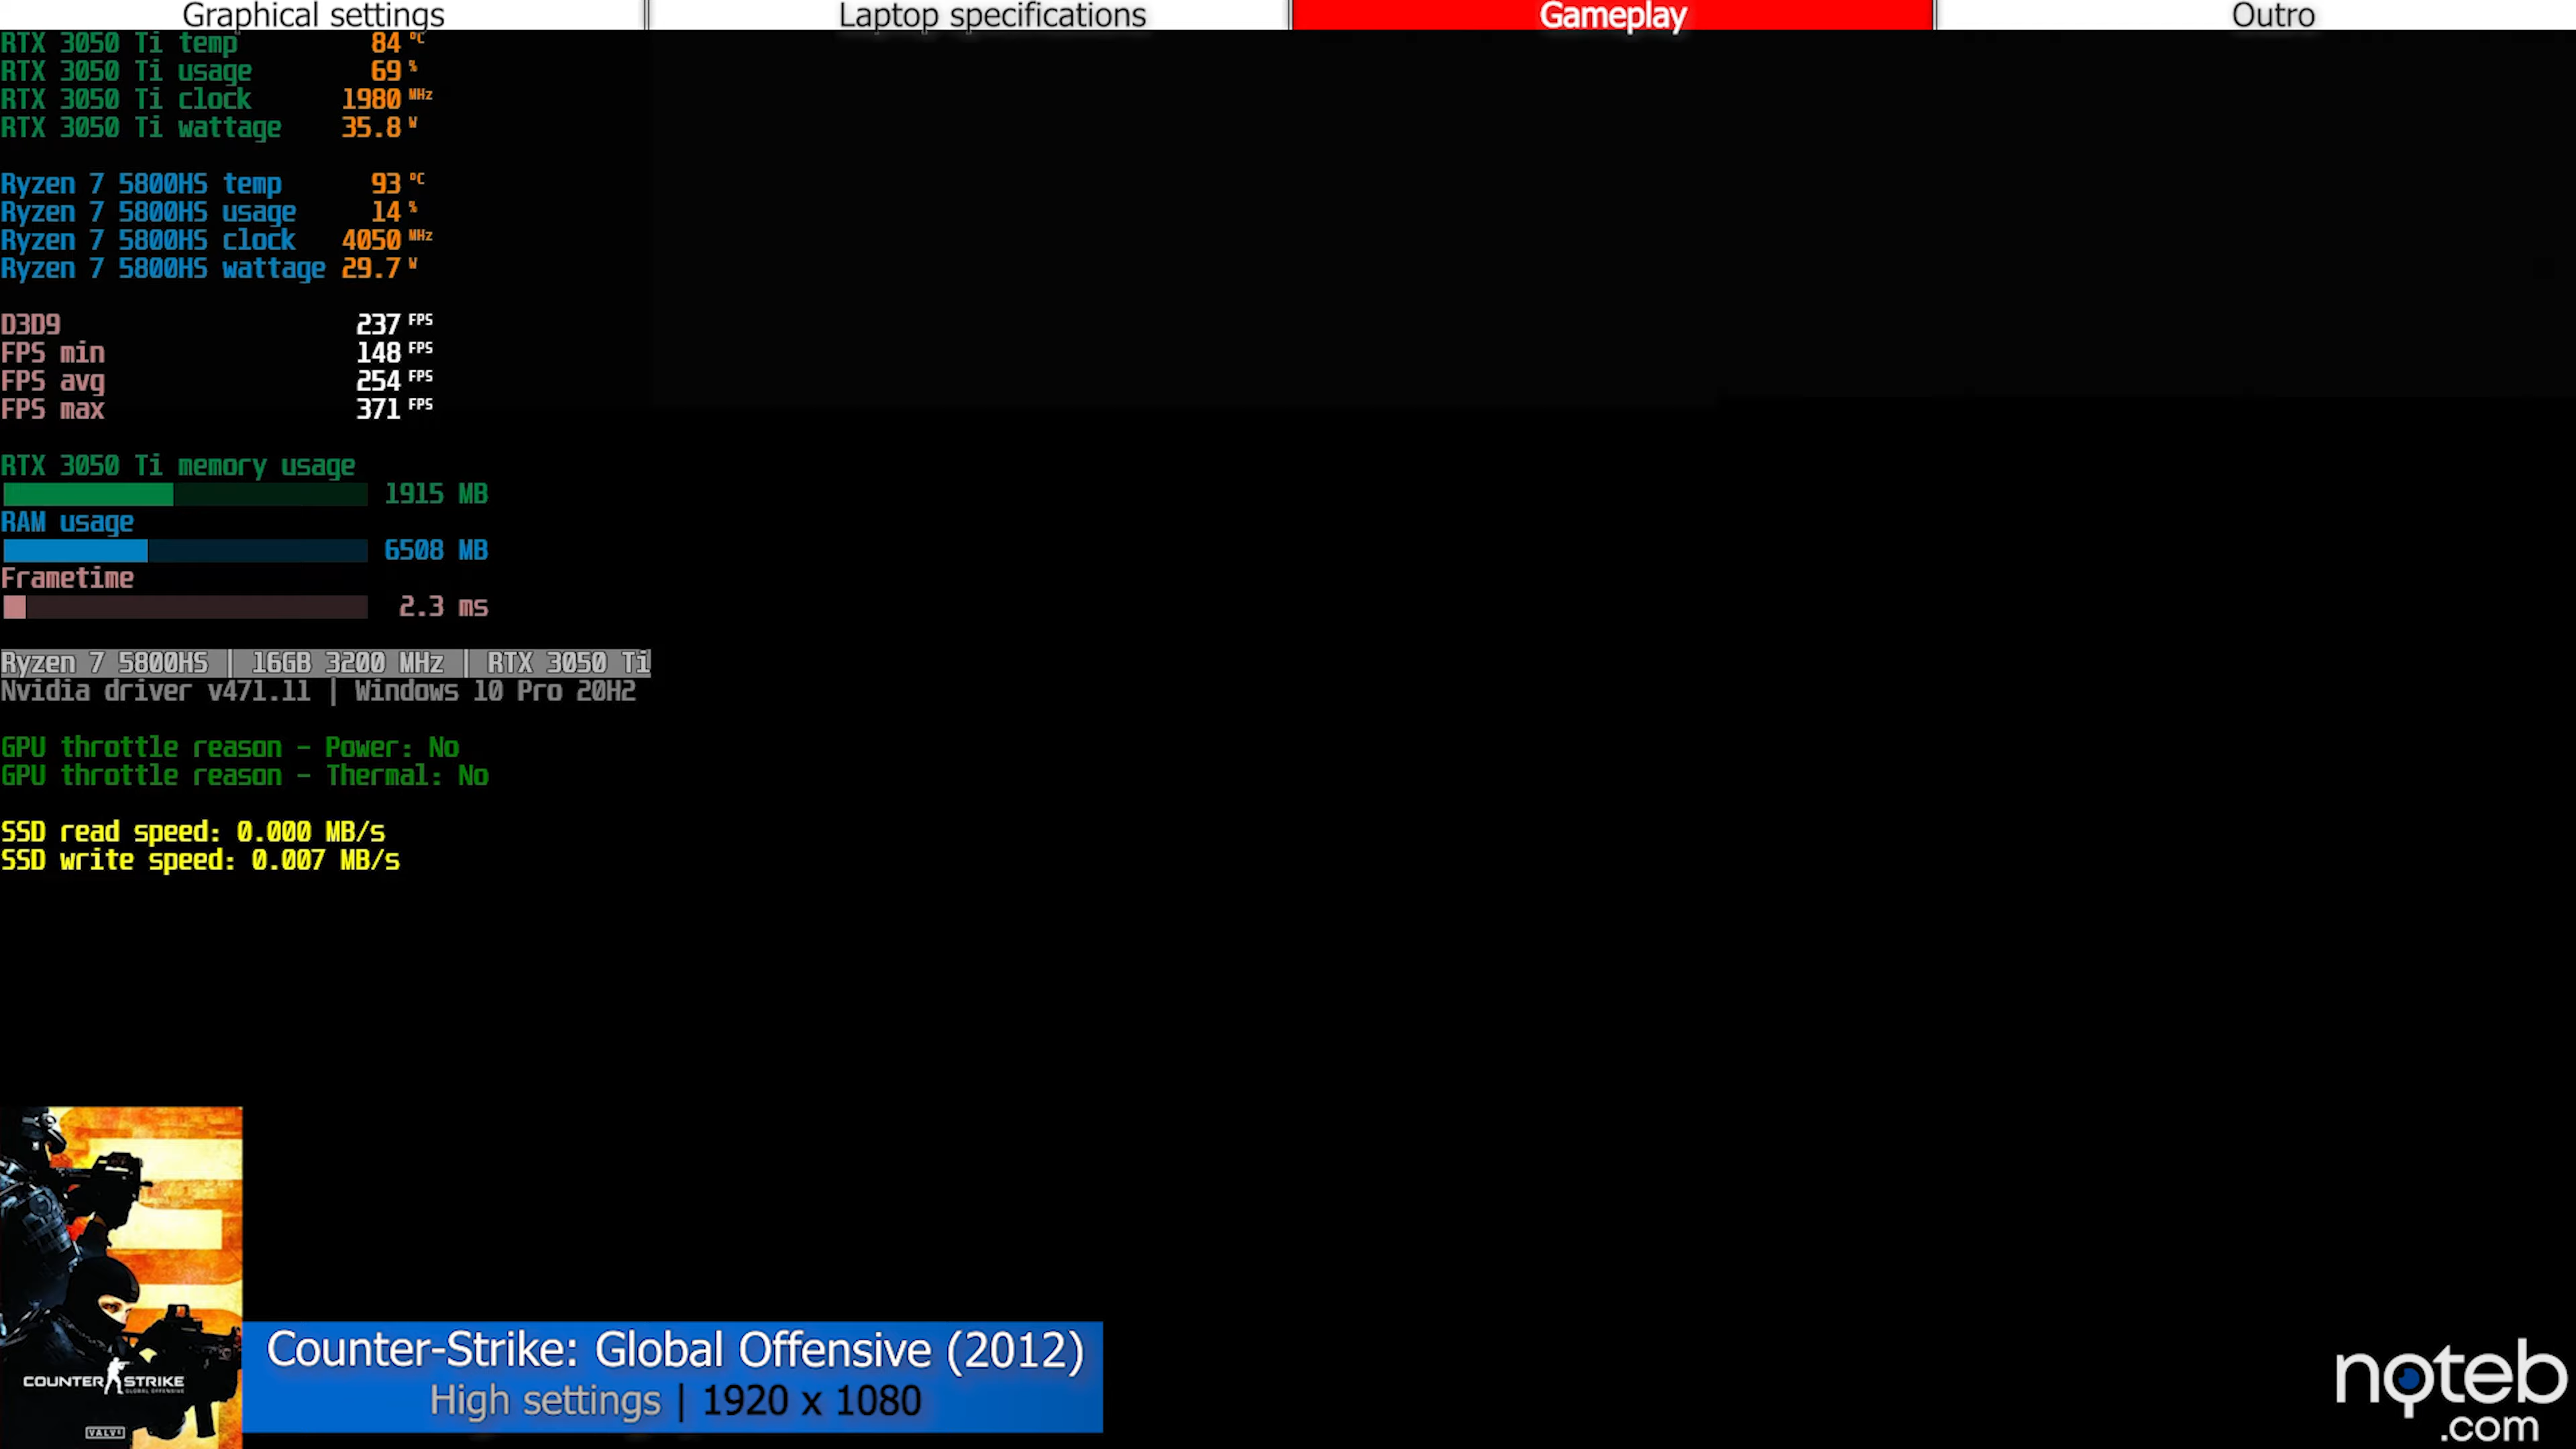 Graphical settings
Laptop specifications
Gameplay
Outro
RTX 3050 Ti temp 84 °C
RTX 3050 Ti usage 69 %
RTX 3050 Ti clock 1980 MHz
RTX 3050 Ti wattage 35.8 W
Ryzen 7 5800HS temp 93 °C
Ryzen 7 5800HS usage 14 %
Ryzen 7 5800HS clock 4050 MHz
Ryzen 7 5800HS wattage 29.7 W
D3D9 237 FPS
FPS min 148 FPS
FPS avg 254 FPS
FPS max 371 FPS
RTX 3050 Ti memory usage
1915 MB
RAM usage
6508 MB
Frametime
2.3 ms
Ryzen 7 5800HS | 16GB 3200 MHz | RTX 3050 Ti
Nvidia driver v471.11 | Windows 10 Pro 20H2
GPU throttle reason - Power: No
GPU throttle reason - Thermal: No
SSD read speed: 0.000 MB/s
SSD write speed: 0.007 MB/s
COUNTER STRIKE
GLOBAL OFFENSIVE
VALVE
Counter-Strike: Global Offensive (2012)
High settings | 1920 x 1080
noteb
.com